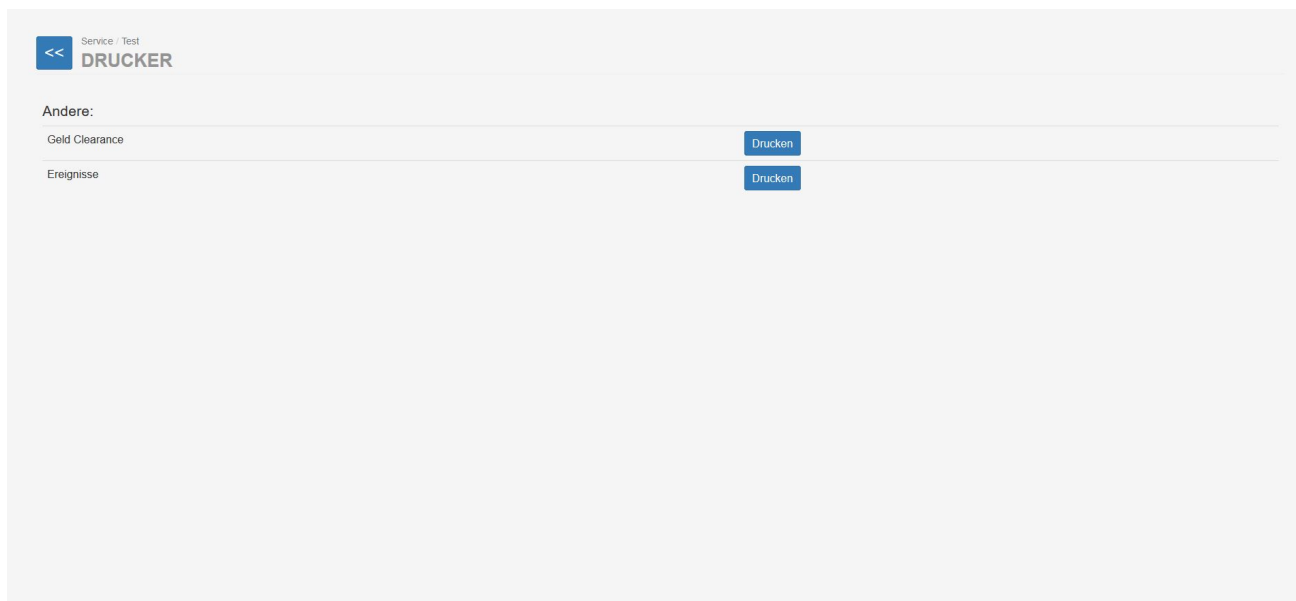 <<
Service / Test
DRUCKER
Andere:
Geld Clearance
Drucken
Ereignisse
Drucken